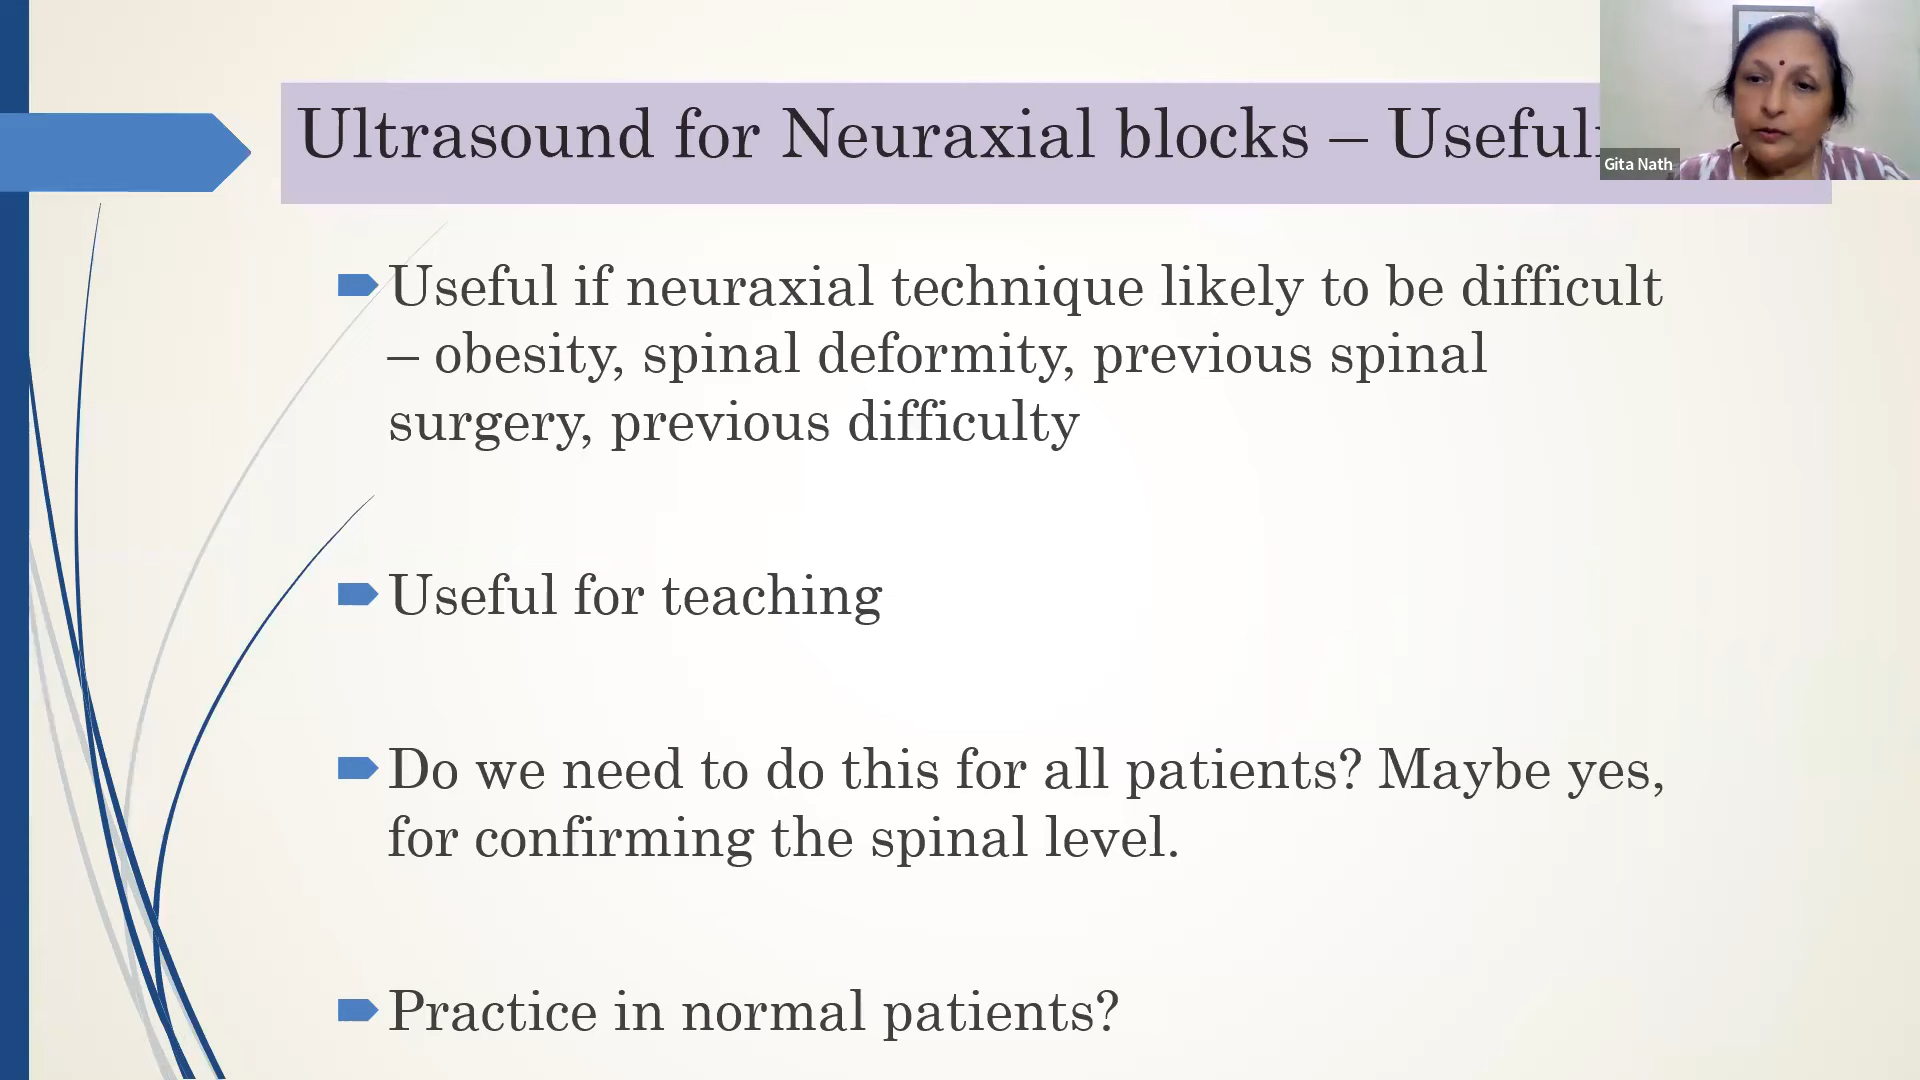 Ultrasound for Neuraxial blocks – 
Gita Nath
Useful if neuraxial technique likely to be difficult
– obesity, spinal deformity, previous spinal
surgery, previous difficulty
Useful for teaching
Do we need to do this for all patients? Maybe yes,
for confirming the spinal level.
Practice in normal patients?